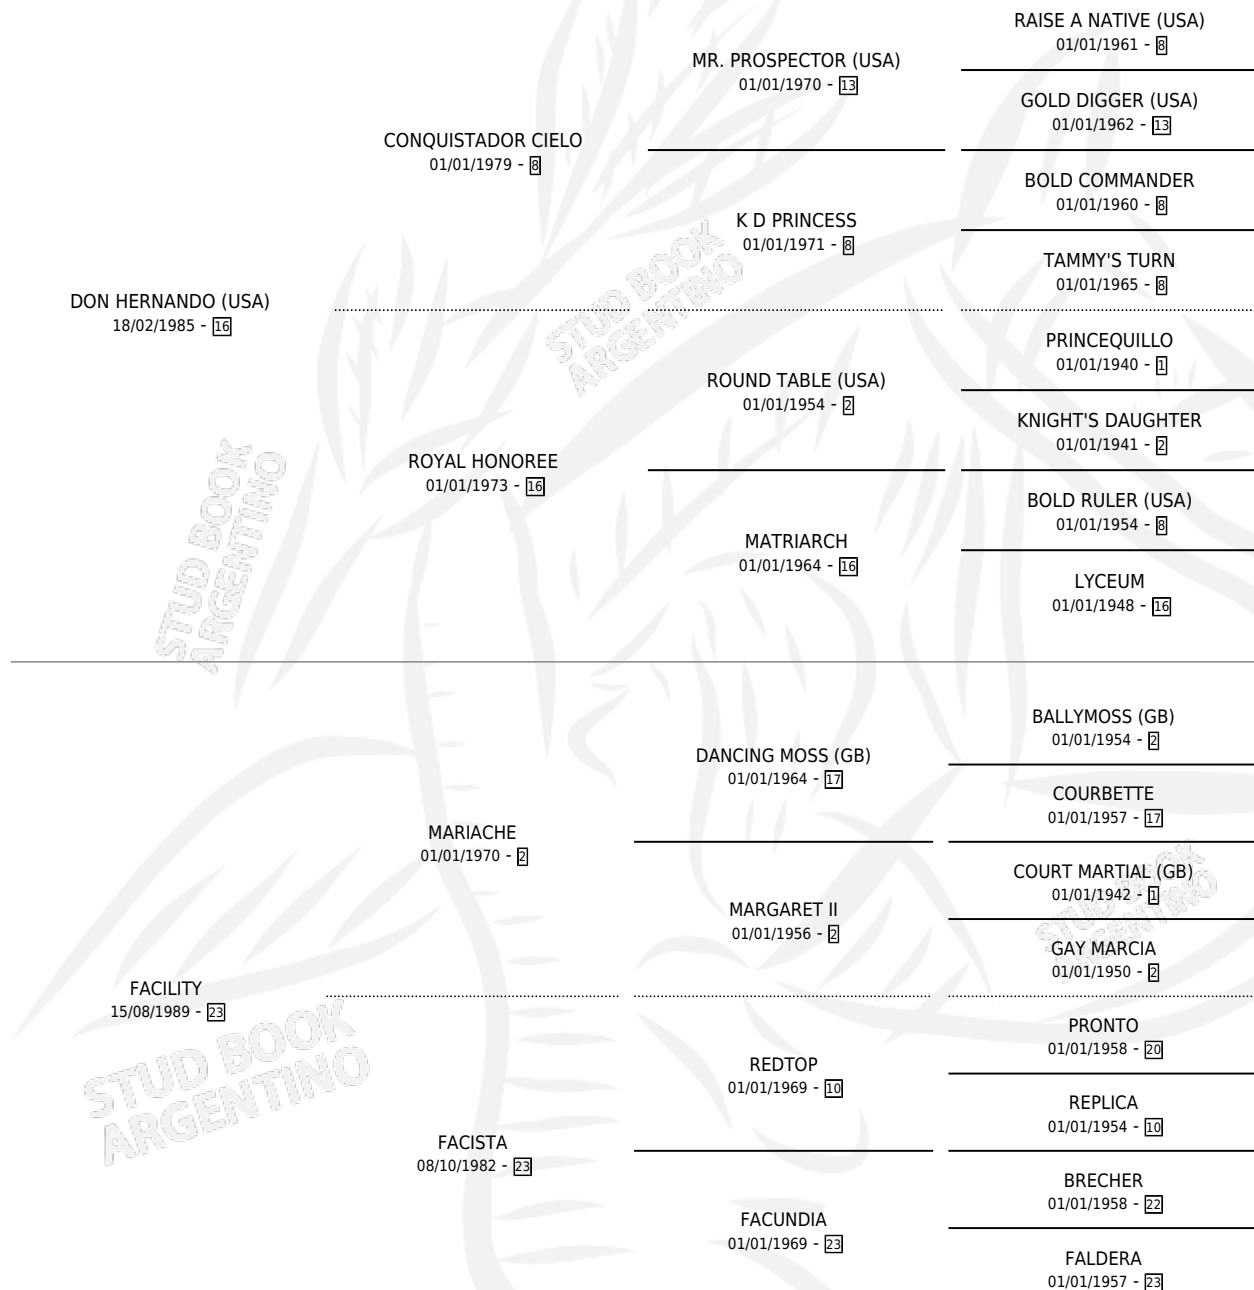 RAISE A NATIVE (USA)
01/01/1961 - 8
MR. PROSPECTOR (USA)
01/01/1970 - 13
GOLD DIGGER (USA)
01/01/1962 - 13
CONQUISTADOR CIELO
01/01/1979 - 8
BOLD COMMANDER
01/01/1960 - 8
K D PRINCESS
01/01/1971 - 8
TAMMY'S TURN
01/01/1965 - 8
DON HERNANDO (USA)
18/02/1985 - 16
PRINCEQUILLO
01/01/1940 - 1
ROUND TABLE (USA)
01/01/1954 - 2
KNIGHT'S DAUGHTER
01/01/1941 - 2
ROYAL HONOREE
01/01/1973 - 16
BOLD RULER (USA)
01/01/1954 - 8
MATRIARCH
01/01/1964 - 16
LYCEUM
01/01/1948 - 16
BALLYMOSS (GB)
01/01/1954 - 2
DANCING MOSS (GB)
01/01/1964 - 17
COURBETTE
01/01/1957 - 17
MARIACHE
01/01/1970 - 2
COURT MARTIAL (GB)
01/01/1942 - 1
MARGARET II
01/01/1956 - 2
GAY MARCIA
01/01/1950 - 2
FACILITY
15/08/1989 - 23
PRONTO
01/01/1958 - 20
REDTOP
01/01/1969 - 10
REPLICA
01/01/1954 - 10
FACISTA
08/10/1982 - 23
BRECHER
01/01/1958 - 22
FACUNDIA
01/01/1969 - 23
FALDERA
01/01/1957 - 23
STUD BOOK
ARGENTINO
STUD BOOK
ARGENTINO
STUD BOOK
ARGENTINO
STUD BOOK
ARGENTINO